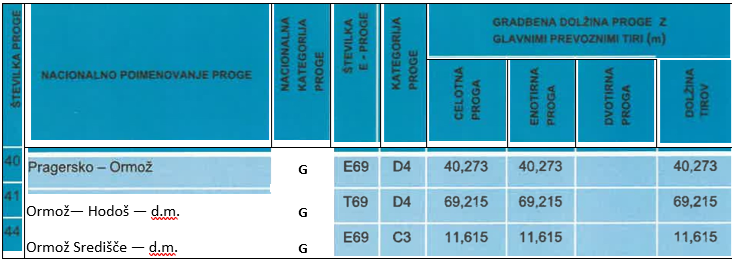 ŠTEVILKA PROGE
NACIONALNO POIMENOVANJE PROGE
NACIONALNA
KATEGORIJA
PROGE
ŠTEVILKA
E - PROGE
KATEGORIJA
PROGE
GRADBENA DOLŽINA PROGE Z
GLAVNIMI PREVOZNIMI TIRI (m)
CELOTNA
PROGA
ENOTIRNA
PROGA
DVOTIRNA
PROGA
DOLŽINA
TIROV
40 Pragersko – Ormož G E69 D4 40,273 40,273 40,273
41 Ormož— Hodoš — d.m. G T69 D4 69,215 69,215 69,215
44 Ormož Središče — d.m. G E69 C3 11,615 11,615 11,615